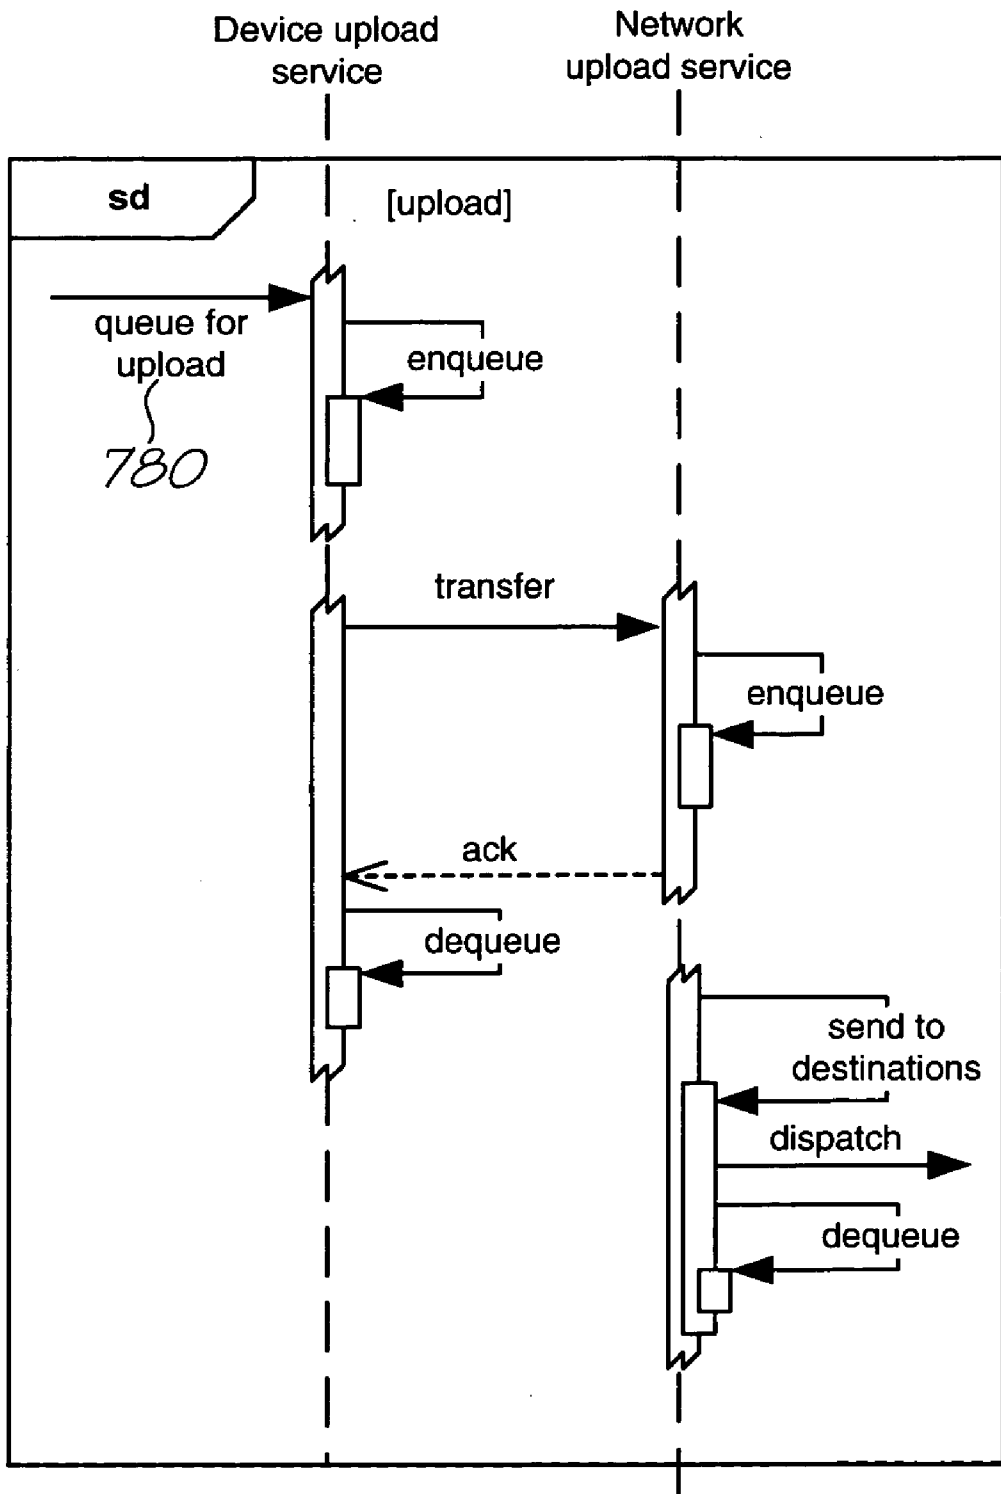 Device upload
service
Network
upload service
sd
[upload]
queue for
upload
780
enqueue
transfer
enqueue
ack
dequeue
send to
destinations
dispatch
dequeue